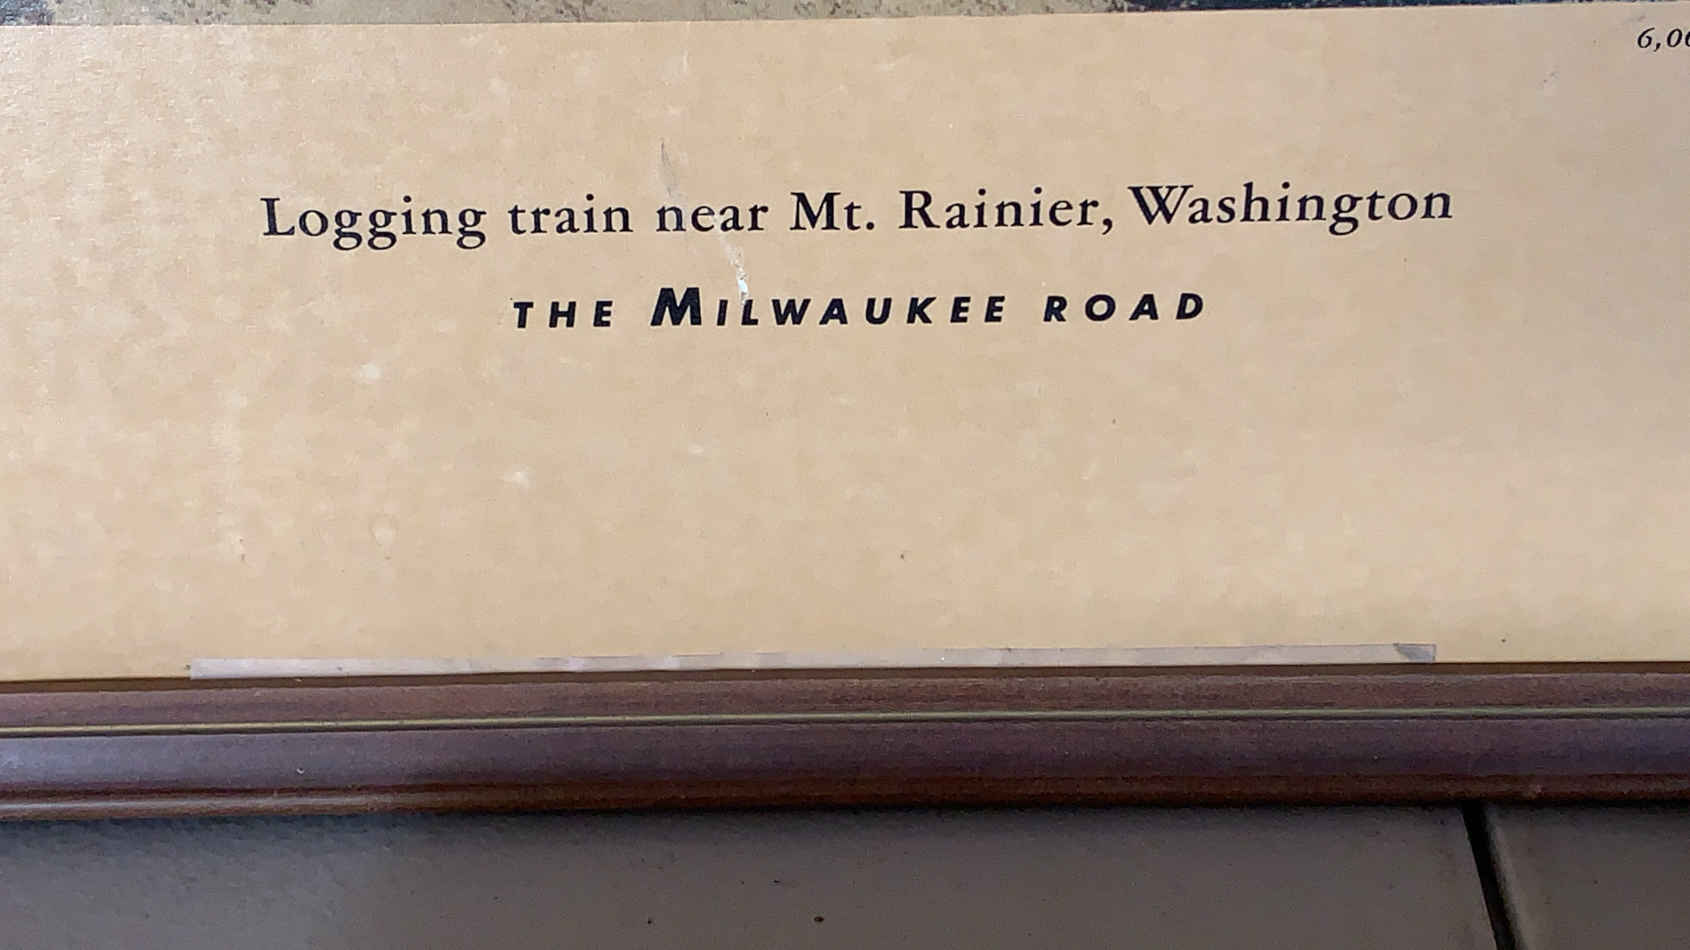 Logging train near Mt. Rainier, Washington
THE MILWAUKEE ROAD